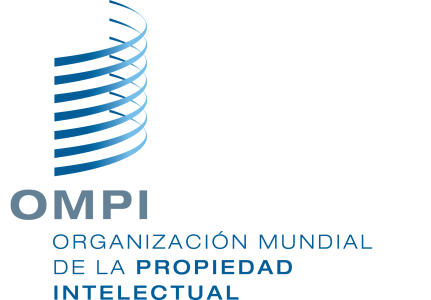 OMPI
ORGANIZACIÓN MUNDIAL
DE LA PROPIEDAD
INTELECTUAL